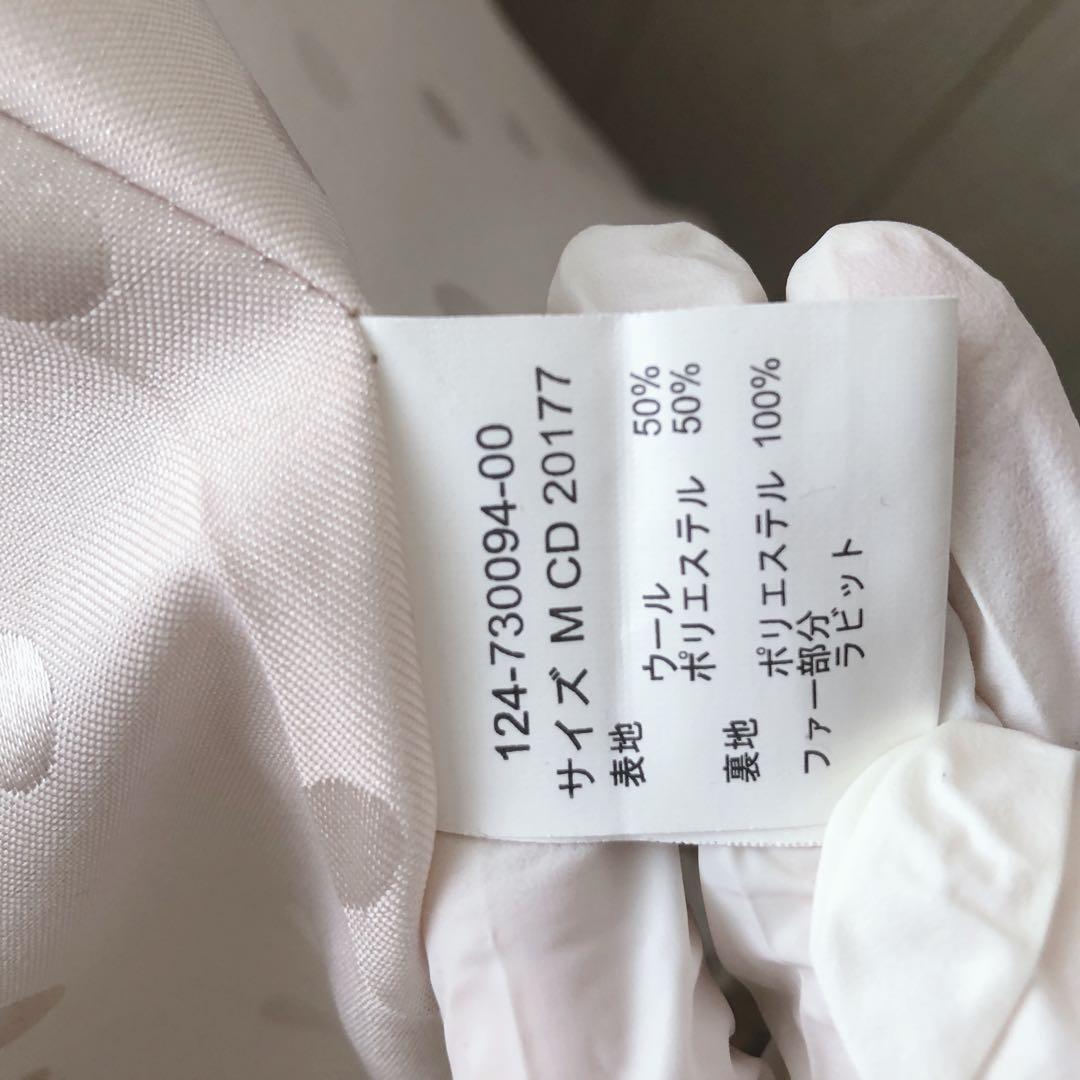 124-730094-00
サイズ M CD 20177
表地 ウール 50%
ポリエステル 50%
裏地 ポリエステル 100%
ファー部分
ラビット